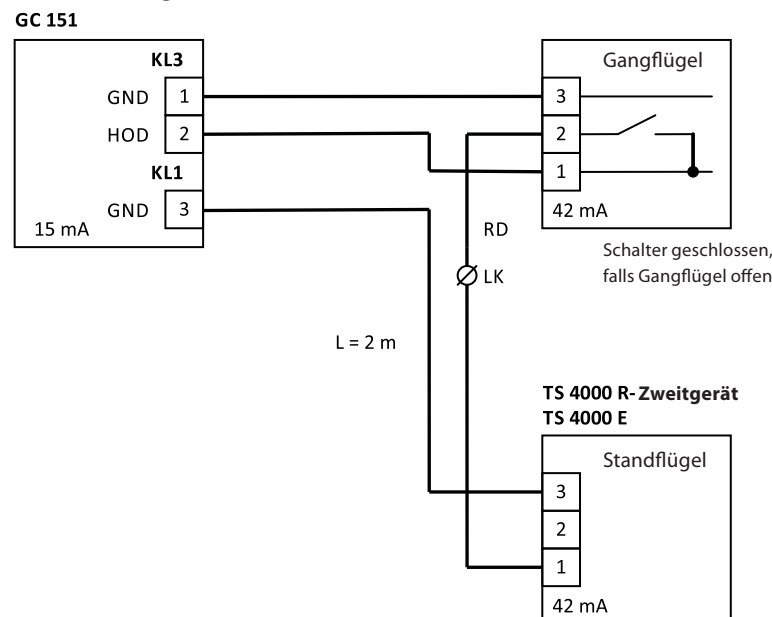 GC 151
KL3
GND 1
HOD 2
KL1
GND 3
15 mA
Gangflügel
3
2
1
42 mA
Schalter geschlossen,
falls Gangflügel offen
RD
LK
L = 2 m
TS 4000 R- Zweitgerät
TS 4000 E
Standflügel
3
2
1
42 mA